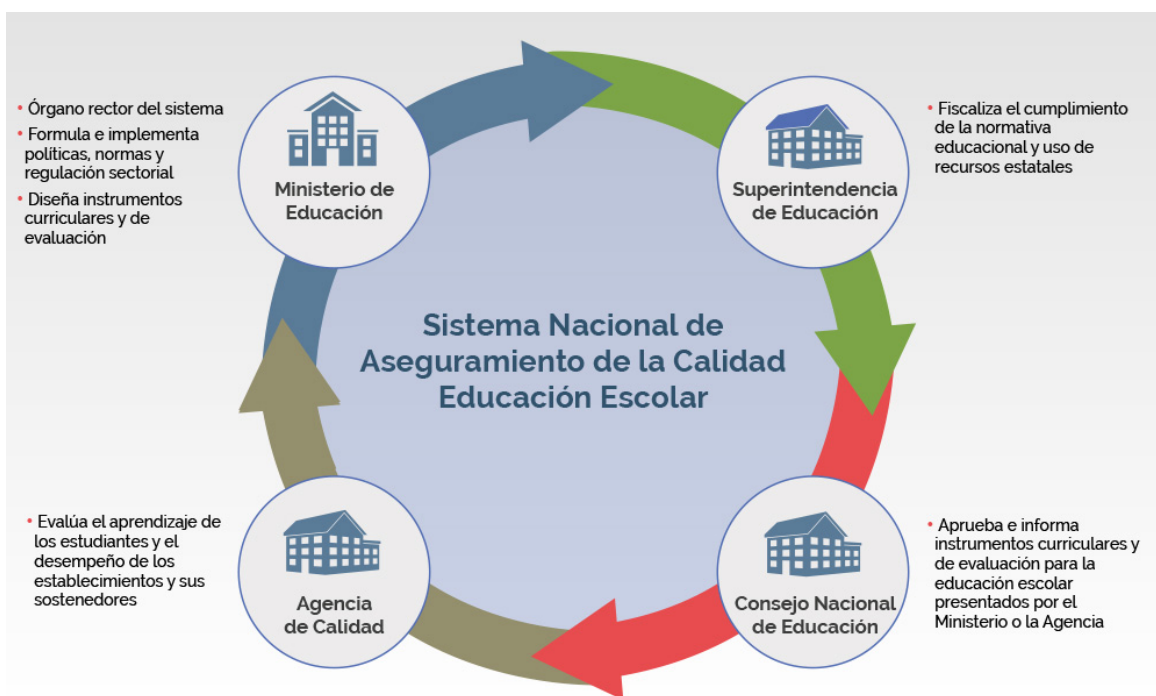 • Órgano rector del sistema
• Formula e implementa
políticas, normas y
regulación sectorial
• Diseña instrumentos
curriculares y de
evaluación
Ministerio de
Educación
Superintendencia
de Educación
• Fiscaliza el cumplimiento
de la normativa
educacional y uso de
recursos estatales
Sistema Nacional de
Aseguramiento de la Calidad
Educación Escolar
• Evalúa el aprendizaje de
los estudiantes y el
desempeño de los
establecimientos y sus
sostenedores
Agencia
de Calidad
Consejo Nacional
de Educación
• Aprueba e informa
instrumentos curriculares y
de evaluación para la
educación escolar
presentados por el
Ministerio o la Agencia